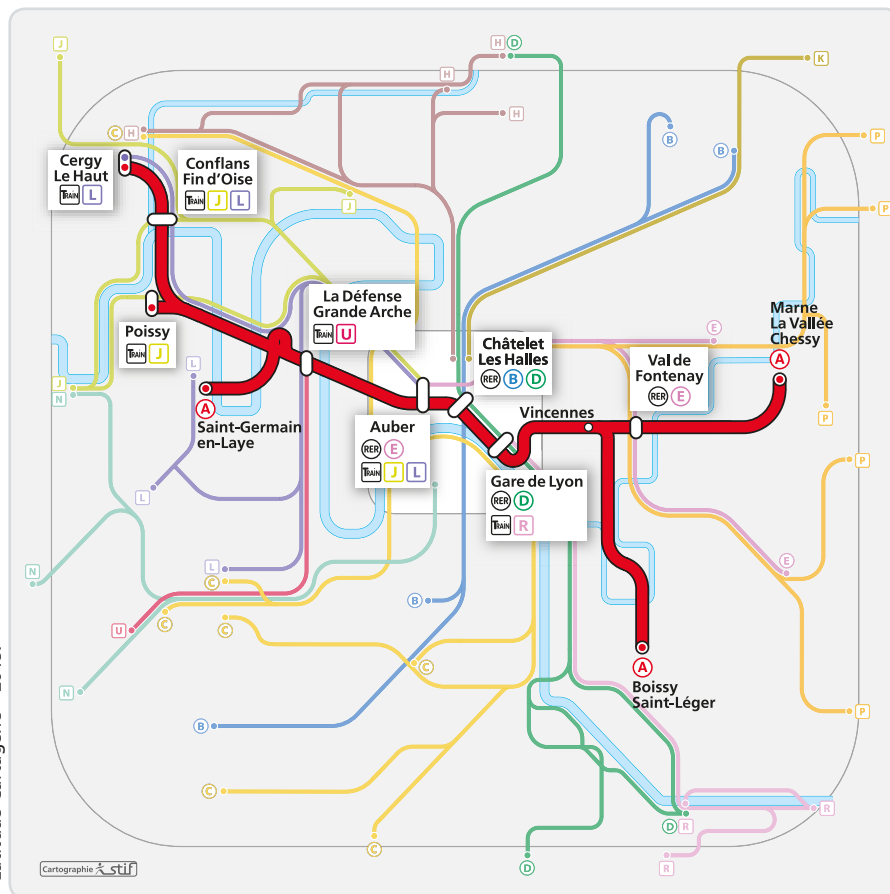 J
H D
K
H
H
C H
P
B
B
Cergy
Le Haut
TRAIN L
Conflans
Fin d'Oise
TRAIN J L
J
P
La Défense
Grande Arche
TRAIN U
Marne
La Vallée
Chessy
A
Poissy
TRAIN J
Châtelet
Les Halles
RER B D
E
Val de
Fontenay
RER E
L
J
N
A
Saint-Germain
en-Laye
Vincennes
P
Auber
RER E
TRAIN J L
Gare de Lyon
RER D
TRAIN R
P
L
N
L
C
E
B
C
C
U
C
A
Boissy
Saint-Léger
N
B
P
C
R
D R
C
D
R
Cartographie stif